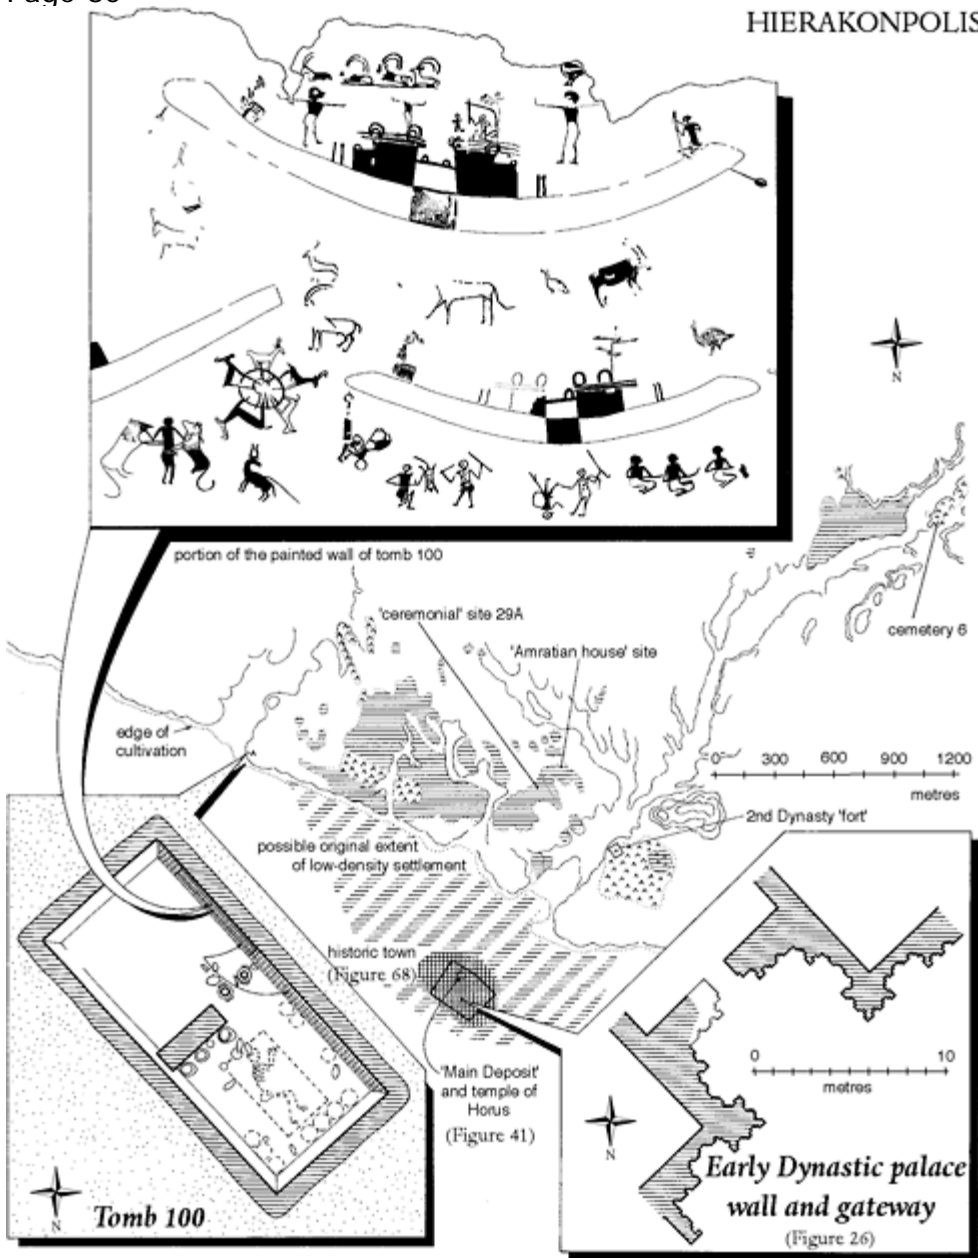 HIERAKONPOLIS
N
portion of the painted wall of tomb 100
'ceremonial' site 29A
'Amratian house' site
cemetery 6
edge of
cultivation
0 300 600 900 1200
metres
2nd Dynasty 'fort'
possible original extent
of low-density settlement
historic town
(Figure 68)
'Main Deposit'
and temple of
Horus
(Figure 41)
0 10
metres
N
Early Dynastic palace
wall and gateway
(Figure 26)
N
Tomb 100